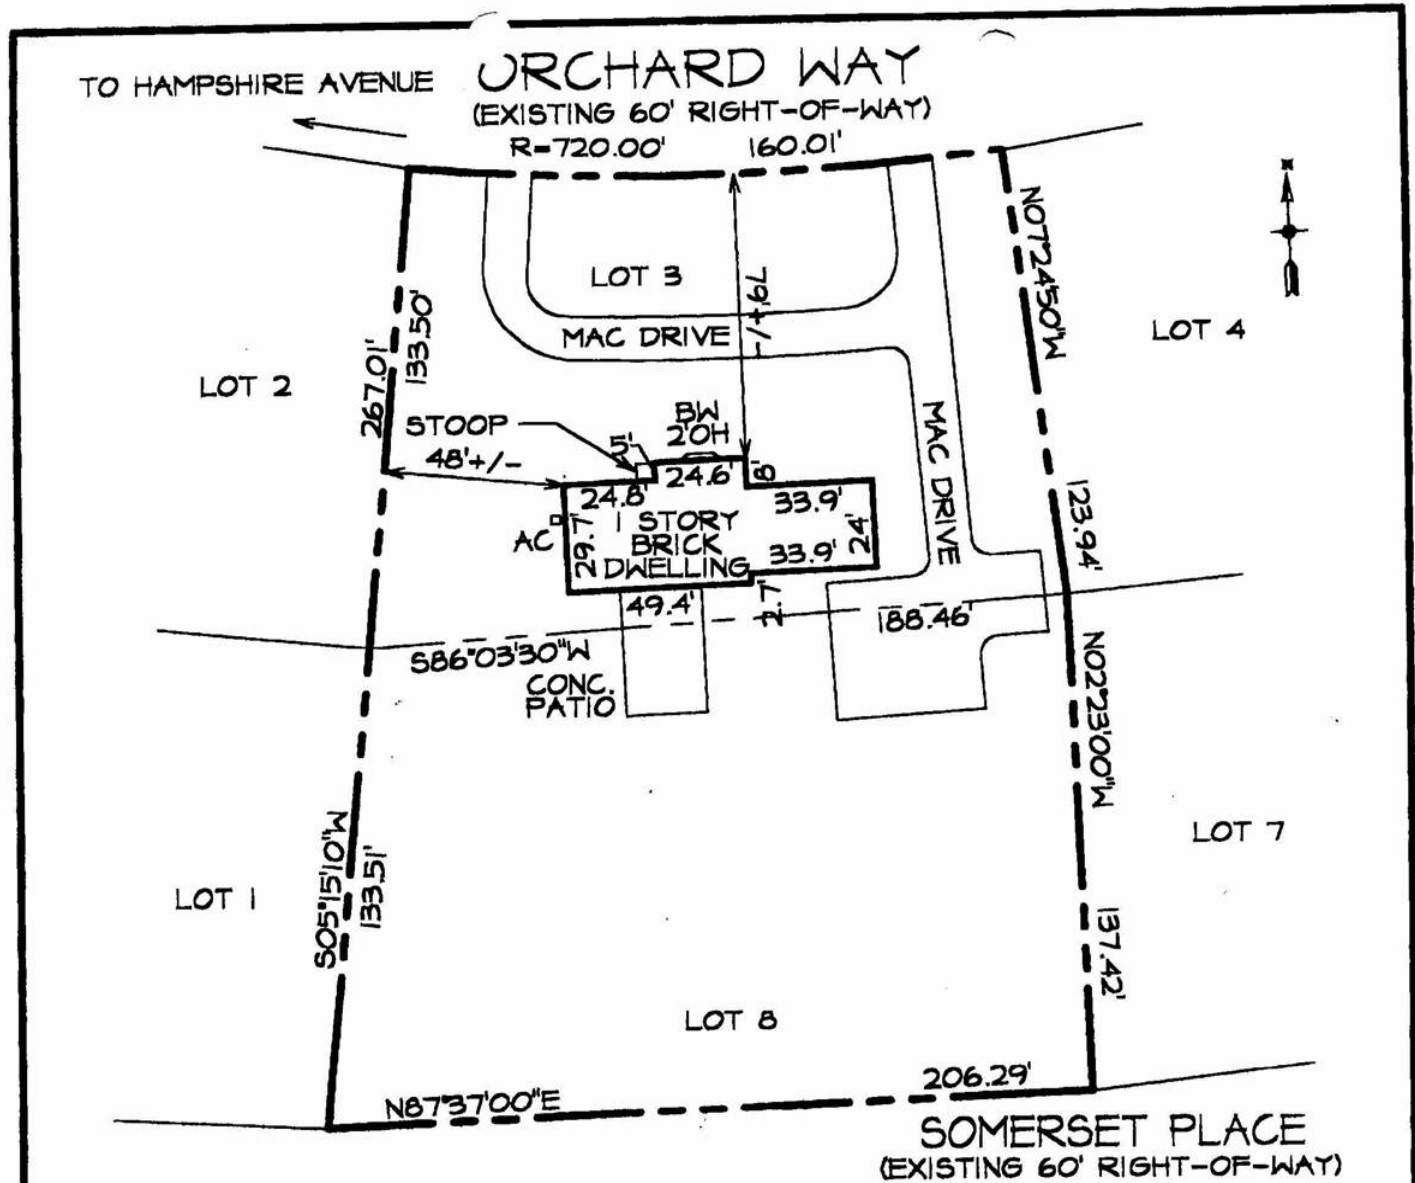 ORCHARD WAY
TO HAMPSHIRE AVENUE
(EXISTING 60' RIGHT-OF-WAY)
R=720.00' 160.01'
N07°24'50"W
LOT 3
79'+/-
133.50'
267.01'
MAC DRIVE
LOT 4
LOT 2
MAC DRIVE
BW
2'OH
STOOP
5'
48'+/-
24.8'
24.6'
8'
33.9'
123.94'
AC
29.7'
1 STORY
BRICK
DWELLING
33.9'
24'
49.4'
2.7'
188.46'
S86°03'30"W
CONC.
PATIO
N02°23'00"W
LOT 7
S05°15'10"W
133.51'
LOT 1
137.42'
LOT 8
206.29'
N87°37'00"E
SOMERSET PLACE
(EXISTING 60' RIGHT-OF-WAY)